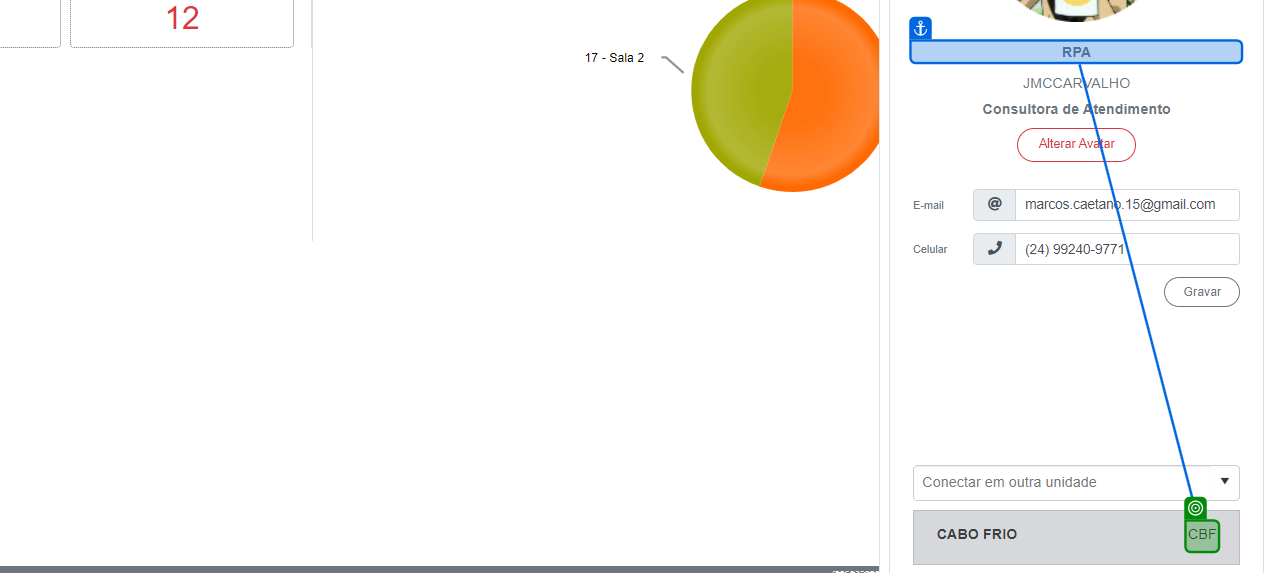 12
17 - Sala 2
RPA
JMCCARVALHO
Consultora de Atendimento
Alterar Avatar
E-mail
@ marcos.caetano.15@gmail.com
Celular
(24) 99240-9771
Gravar
Conectar em outra unidade
CABO FRIO
CBF